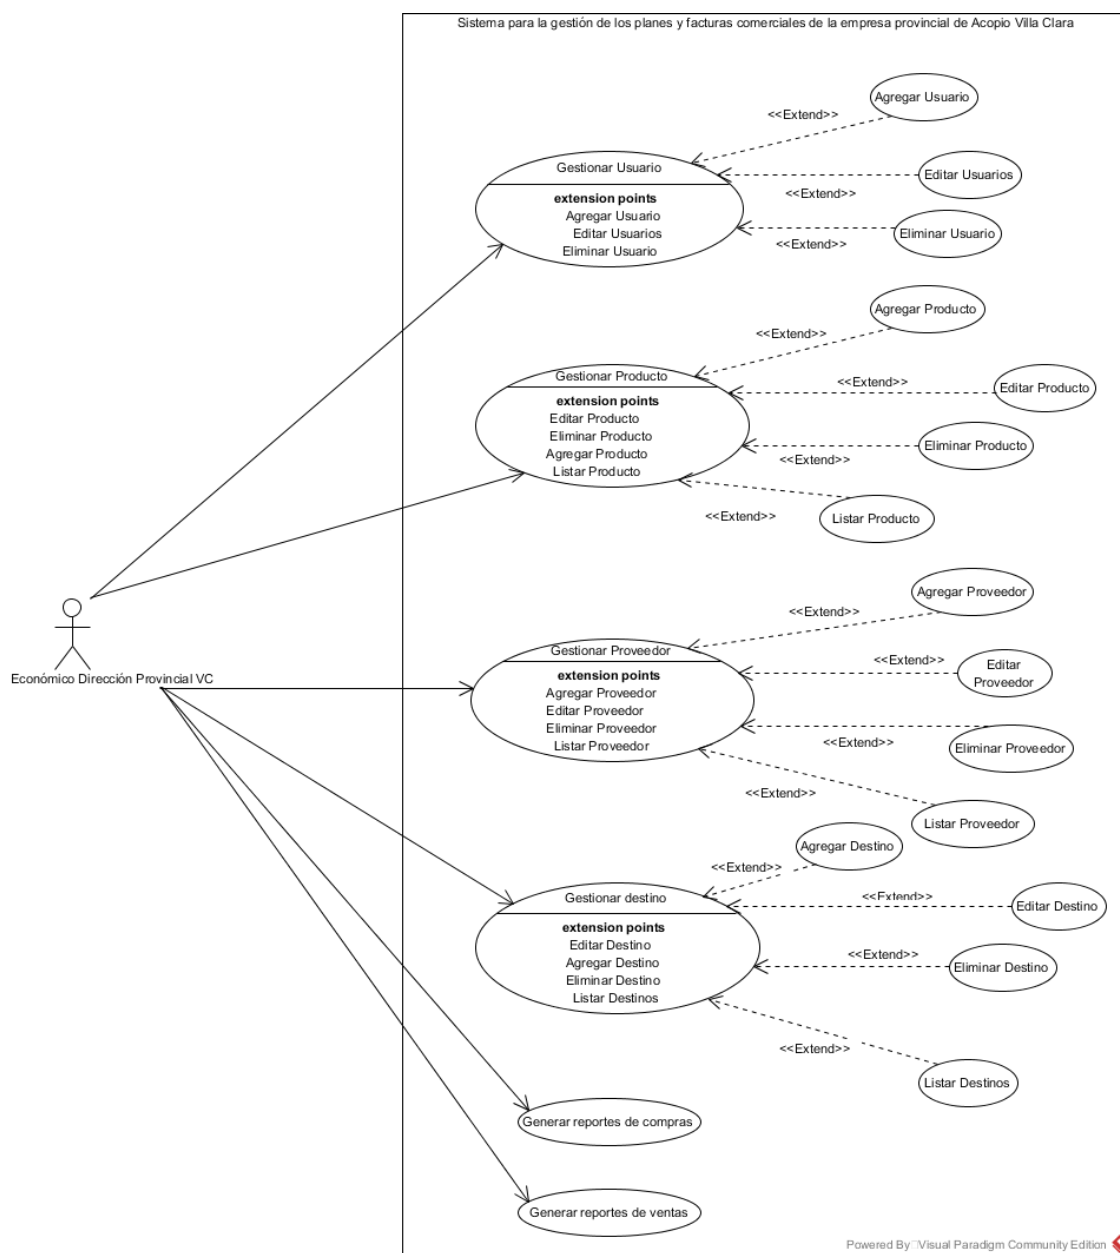 Sistema para la gestión de los planes y facturas comerciales de la empresa provincial de Acopio Villa Clara
Agregar Usuario
<<Extend>>
Gestionar Usuario
Editar Usuarios
<<Extend>>
extension points
Agregar Usuario
Editar Usuarios
Eliminar Usuario
Eliminar Usuario
<<Extend>>
Agregar Producto
<<Extend>>
Gestionar Producto
<<Extend>>
Editar Producto
extension points
Editar Producto
Eliminar Producto
Agregar Producto
Listar Producto
Eliminar Producto
<<Extend>>
Listar Producto
<<Extend>>
Económico Dirección Provincial VC
Agregar Proveedor
<<Extend>>
Gestionar Proveedor
<<Extend>>
Editar
Proveedor
extension points
Agregar Proveedor
Editar Proveedor
Eliminar Proveedor
Listar Proveedor
<<Extend>>
Eliminar Proveedor
<<Extend>>
Listar Proveedor
Agregar Destino
<<Extend>>
Gestionar destino
<<Extend>>
Editar Destino
extension points
Editar Destino
Agregar Destino
Eliminar Destino
Listar Destinos
<<Extend>>
Eliminar Destino
<<Extend>>
Listar Destinos
Generar reportes de compras
Generar reportes de ventas
Powered By Visual Paradigm Community Edition